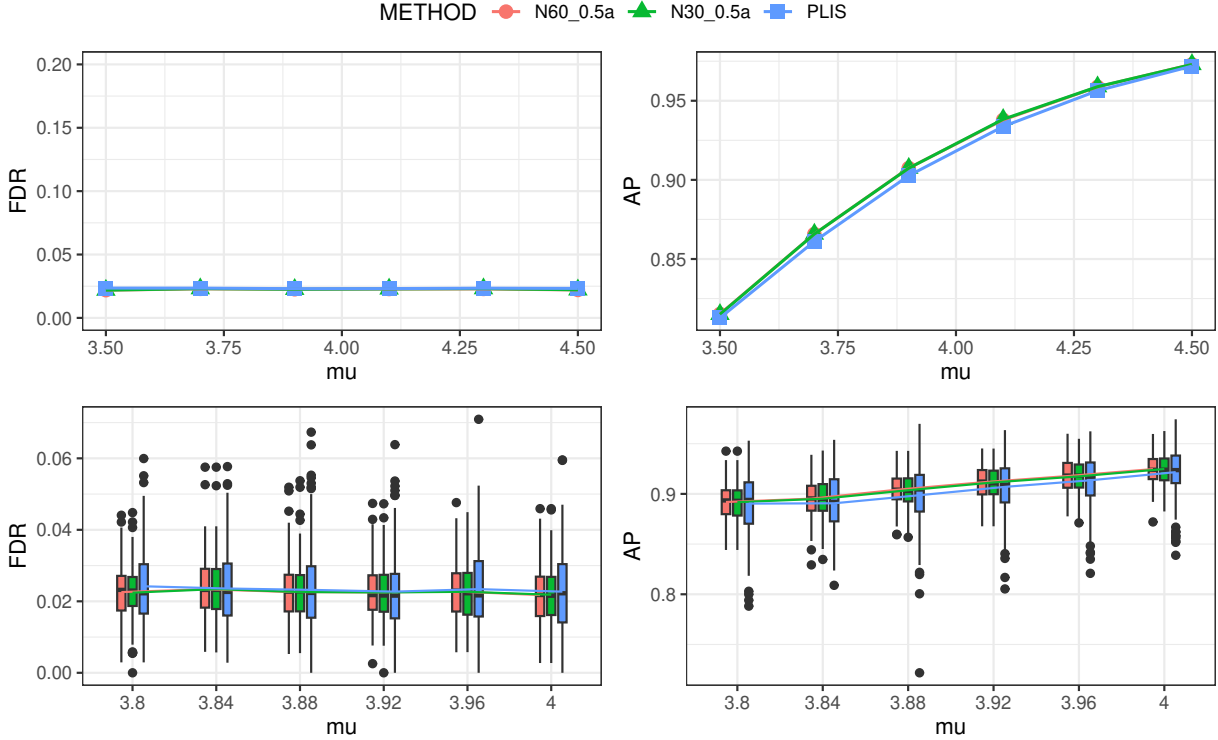 METHOD N60_0.5a N30_0.5a PLIS
FDR
0.20
0.15
0.10
0.05
0.00
3.50 3.75 4.00 4.25 4.50
mu
AP
0.95
0.90
0.85
3.50 3.75 4.00 4.25 4.50
mu
FDR
0.06
0.04
0.02
0.00
3.8 3.84 3.88 3.92 3.96 4
mu
AP
0.9
0.8
3.8 3.84 3.88 3.92 3.96 4
mu